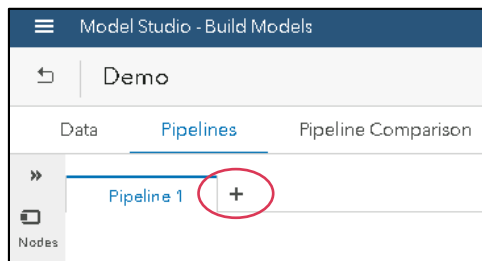 Model Studio - Build Models
Demo
Data Pipelines Pipeline Comparison
Pipeline 1 +
Nodes